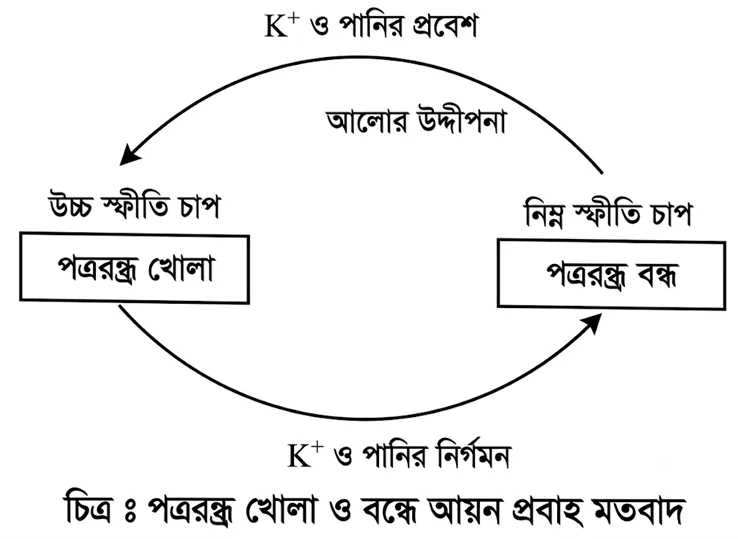 K⁺ ও পানির প্রবেশ
আলোর উদ্দীপনা
উচ্চ স্ফীতি চাপ
নিম্ন স্ফীতি চাপ
পত্ররন্ধ্র খোলা
পত্ররন্ধ্র বন্ধ
K⁺ ও পানির নির্গমন
চিত্র ঃ পত্ররন্ধ্র খোলা ও বন্ধে আয়ন প্রবাহ মতবাদ